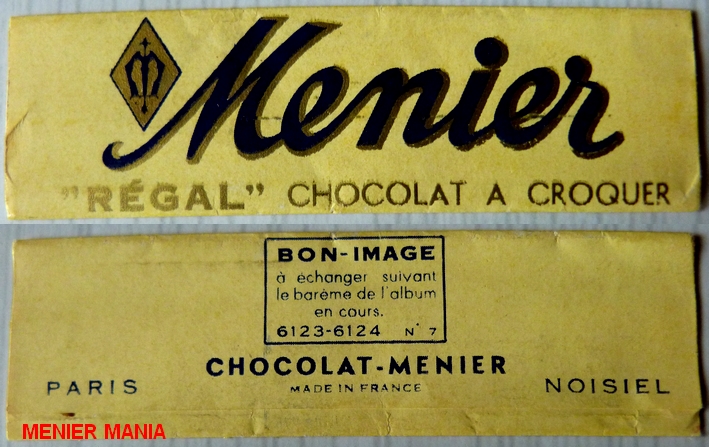 Menier
"RÉGAL" CHOCOLAT A CROQUER
BON-IMAGE
à échanger suivant
le barème de l'album
en cours.
6123-6124 N° 7
CHOCOLAT-MENIER
MADE IN FRANCE
PARIS NOISIEL
MENIER MANIA